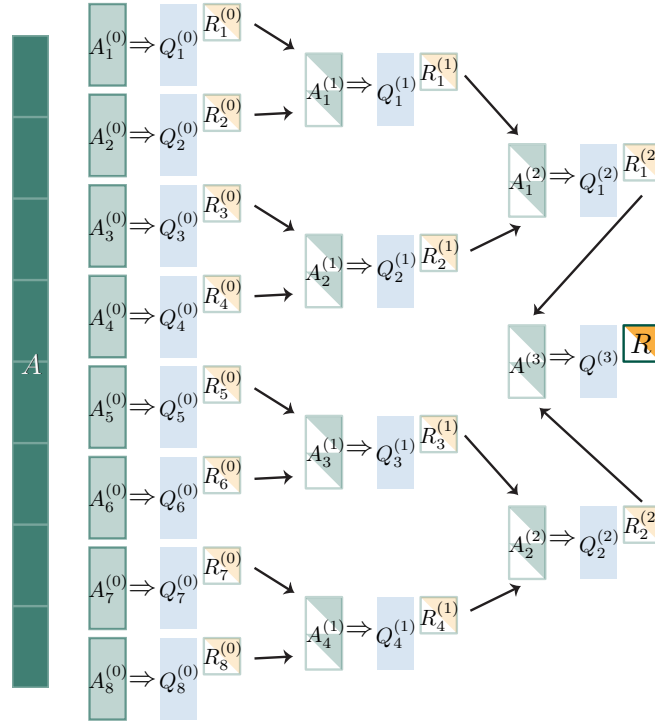 A
A_1^{(0)} ⇒ Q_1^{(0)} R_1^{(0)}
A_2^{(0)} ⇒ Q_2^{(0)} R_2^{(0)}
A_3^{(0)} ⇒ Q_3^{(0)} R_3^{(0)}
A_4^{(0)} ⇒ Q_4^{(0)} R_4^{(0)}
A_5^{(0)} ⇒ Q_5^{(0)} R_5^{(0)}
A_6^{(0)} ⇒ Q_6^{(0)} R_6^{(0)}
A_7^{(0)} ⇒ Q_7^{(0)} R_7^{(0)}
A_8^{(0)} ⇒ Q_8^{(0)} R_8^{(0)}
A_1^{(1)} ⇒ Q_1^{(1)} R_1^{(1)}
A_2^{(1)} ⇒ Q_2^{(1)} R_2^{(1)}
A_3^{(1)} ⇒ Q_3^{(1)} R_3^{(1)}
A_4^{(1)} ⇒ Q_4^{(1)} R_4^{(1)}
A_1^{(2)} ⇒ Q_1^{(2)} R_1^{(2
A^{(3)} ⇒ Q^{(3)} R
A_2^{(2)} ⇒ Q_2^{(2)} R_2^{(2